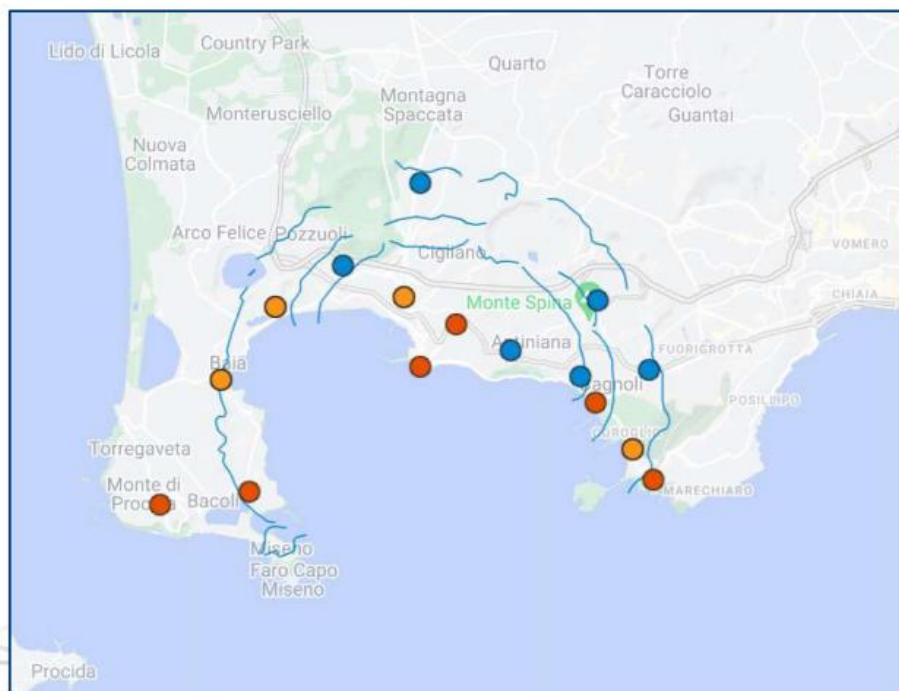 Lido di Licola
Country Park
Quarto
Torre
Caracciolo
Guantai
Montagna
Spaccata
Monterusciello
Nuova
Colmata
Arco Felice
Pozzuoli
Cigliano
VOMERO
Monte Spina
CHIAIA
Baia
FUORIGROTTA
Bagnoli
POSILLIPO
Torregaveta
Monte di
Procida
Bacoli
MARECHIARO
Miseno
Faro Capo
Miseno
Procida